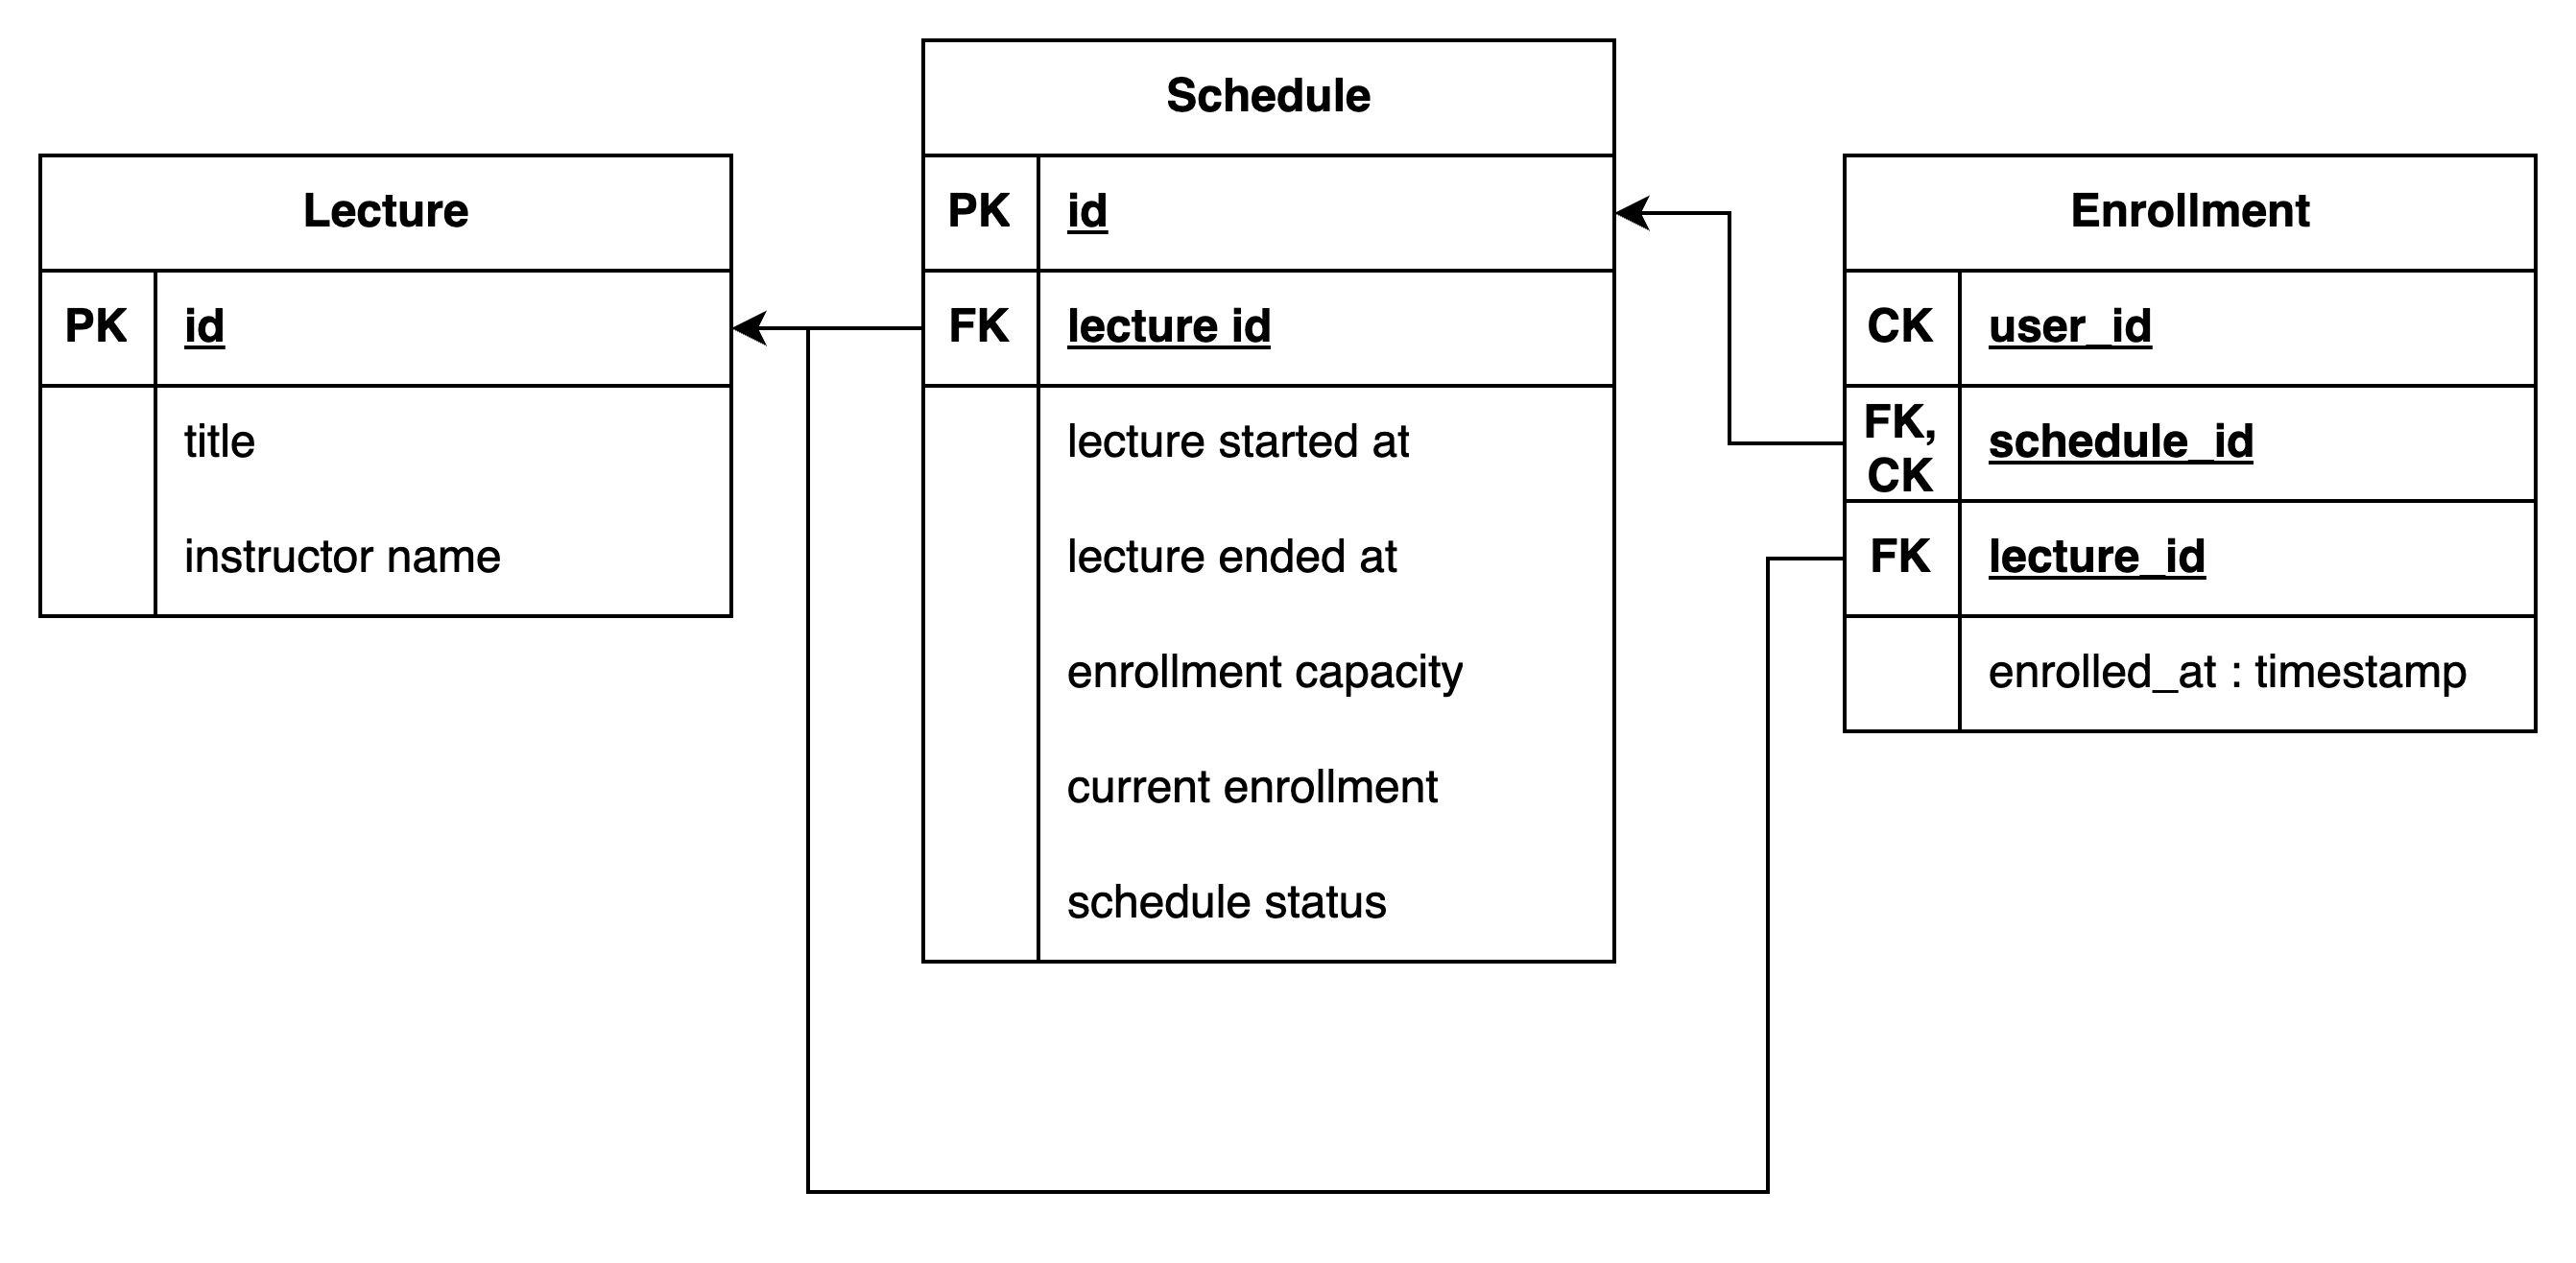 Lecture
PK id
title
instructor name
Schedule
PK id
FK lecture id
lecture started at
lecture ended at
enrollment capacity
current enrollment
schedule status
Enrollment
CK user_id
FK,
CK schedule_id
FK lecture_id
enrolled_at : timestamp